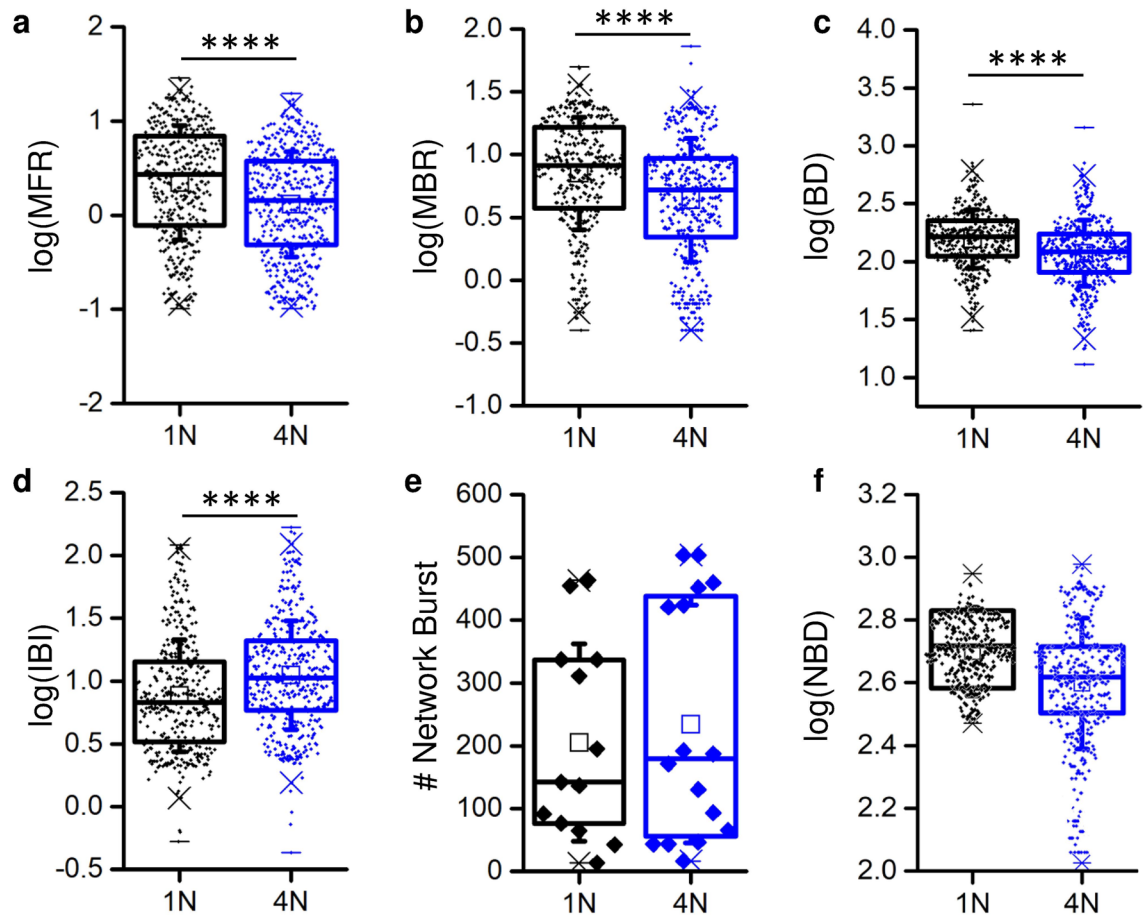 a
****
log(MFR)
2
1
0
-1
-2
1N 4N
b
****
log(MBR)
2.0
1.5
1.0
0.5
0.0
-0.5
-1.0
1N 4N
c
****
log(BD)
4.0
3.5
3.0
2.5
2.0
1.5
1.0
1N 4N
d
****
log(IBI)
2.5
2.0
1.5
1.0
0.5
0.0
-0.5
1N 4N
e
# Network Burst
600
500
400
300
200
100
0
1N 4N
f
log(NBD)
3.2
3.0
2.8
2.6
2.4
2.2
2.0
1N 4N